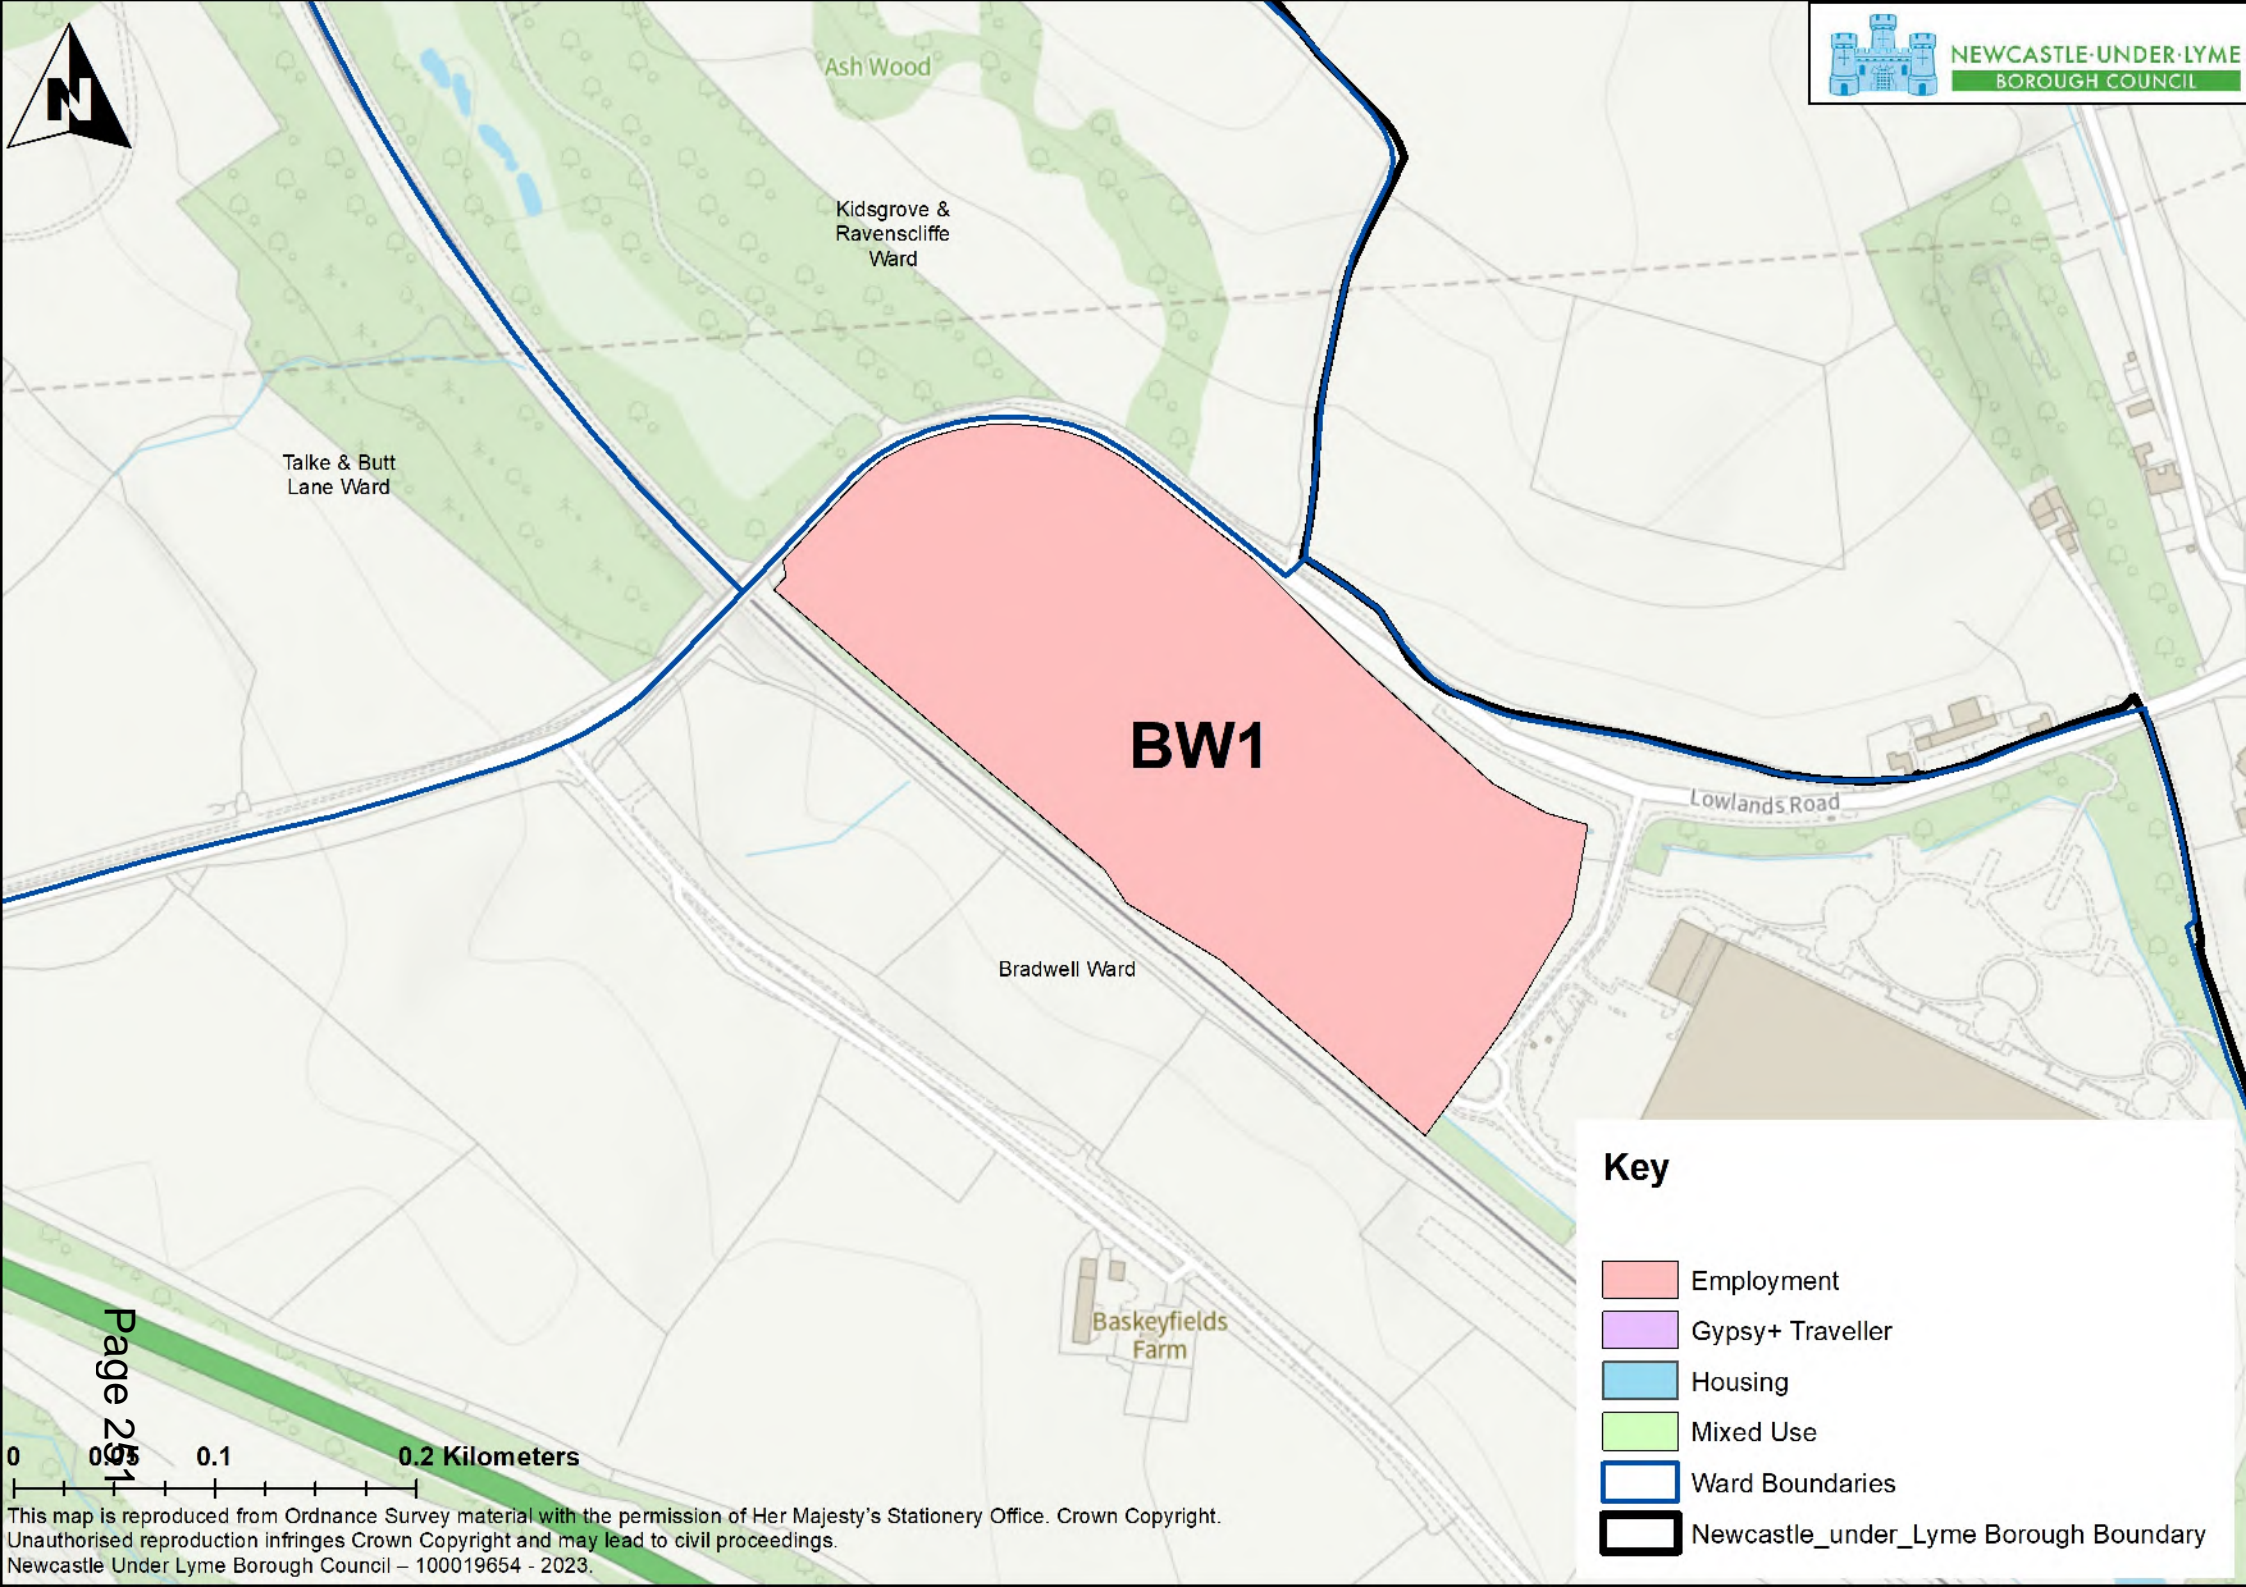 N
NEWCASTLE·UNDER·LYME
BOROUGH COUNCIL
Ash Wood
Kidsgrove &
Ravenscliffe
Ward
Talke & Butt
Lane Ward
BW1
Lowlands Road
Bradwell Ward
Baskeyfields
Farm
Key
Employment
Gypsy+ Traveller
Housing
Mixed Use
Ward Boundaries
Newcastle_under_Lyme Borough Boundary
Page 251
0 0.05 0.1 0.2 Kilometers
This map is reproduced from Ordnance Survey material with the permission of Her Majesty's Stationery Office. Crown Copyright.
Unauthorised reproduction infringes Crown Copyright and may lead to civil proceedings.
Newcastle Under Lyme Borough Council – 100019654 - 2023.